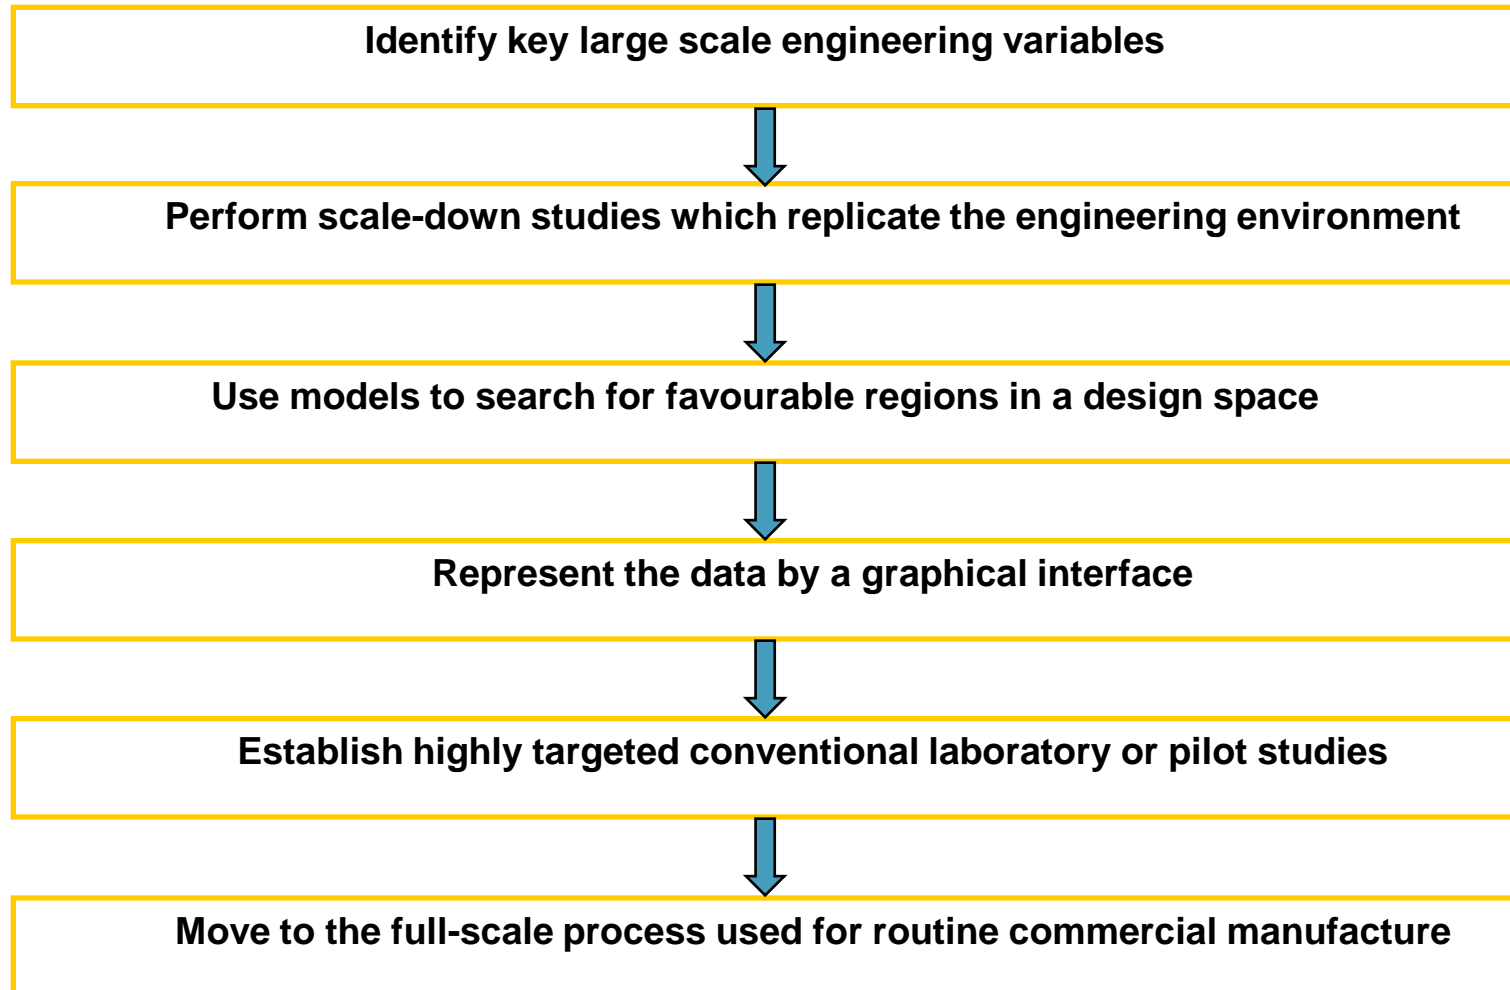 Identify key large scale engineering variables
Perform scale-down studies which replicate the engineering environment
Use models to search for favourable regions in a design space
Represent the data by a graphical interface
Establish highly targeted conventional laboratory or pilot studies
Move to the full-scale process used for routine commercial manufacture